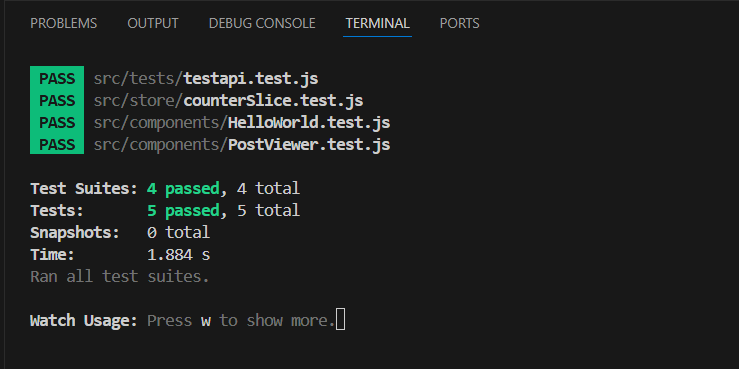 PROBLEMS OUTPUT DEBUG CONSOLE TERMINAL PORTS
PASS src/tests/testapi.test.js
PASS src/store/counterSlice.test.js
PASS src/components/HelloWorld.test.js
PASS src/components/PostViewer.test.js
Test Suites: 4 passed, 4 total
Tests: 5 passed, 5 total
Snapshots: 0 total
Time: 1.884 s
Ran all test suites.
Watch Usage: Press w to show more.